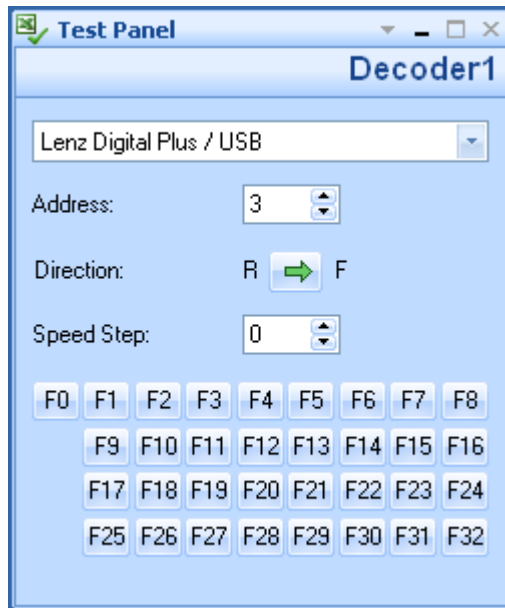 Test Panel
Decoder1
Lenz Digital Plus / USB
Address: 3
Direction: R F
Speed Step: 0
F0 F1 F2 F3 F4 F5 F6 F7 F8
F9 F10 F11 F12 F13 F14 F15 F16
F17 F18 F19 F20 F21 F22 F23 F24
F25 F26 F27 F28 F29 F30 F31 F32